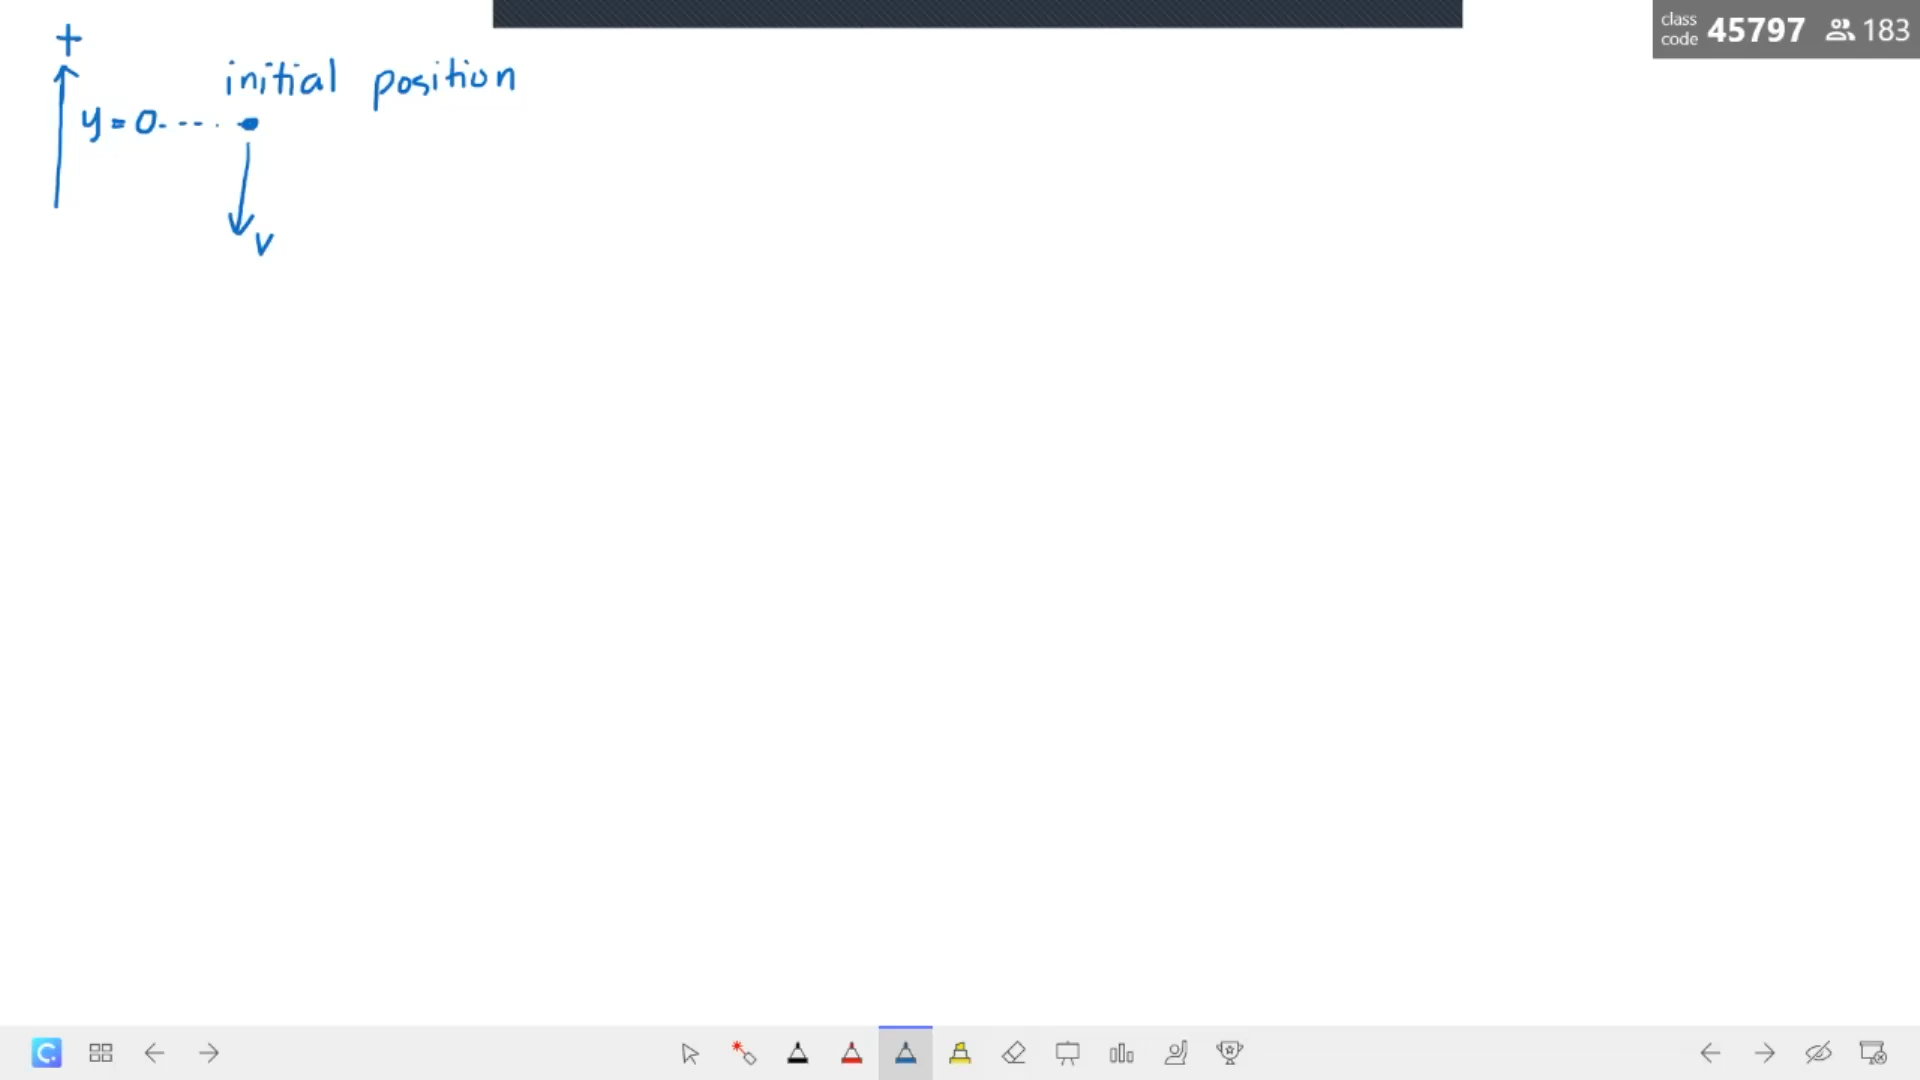 +
initial position
y = 0
v
class code 45797 183